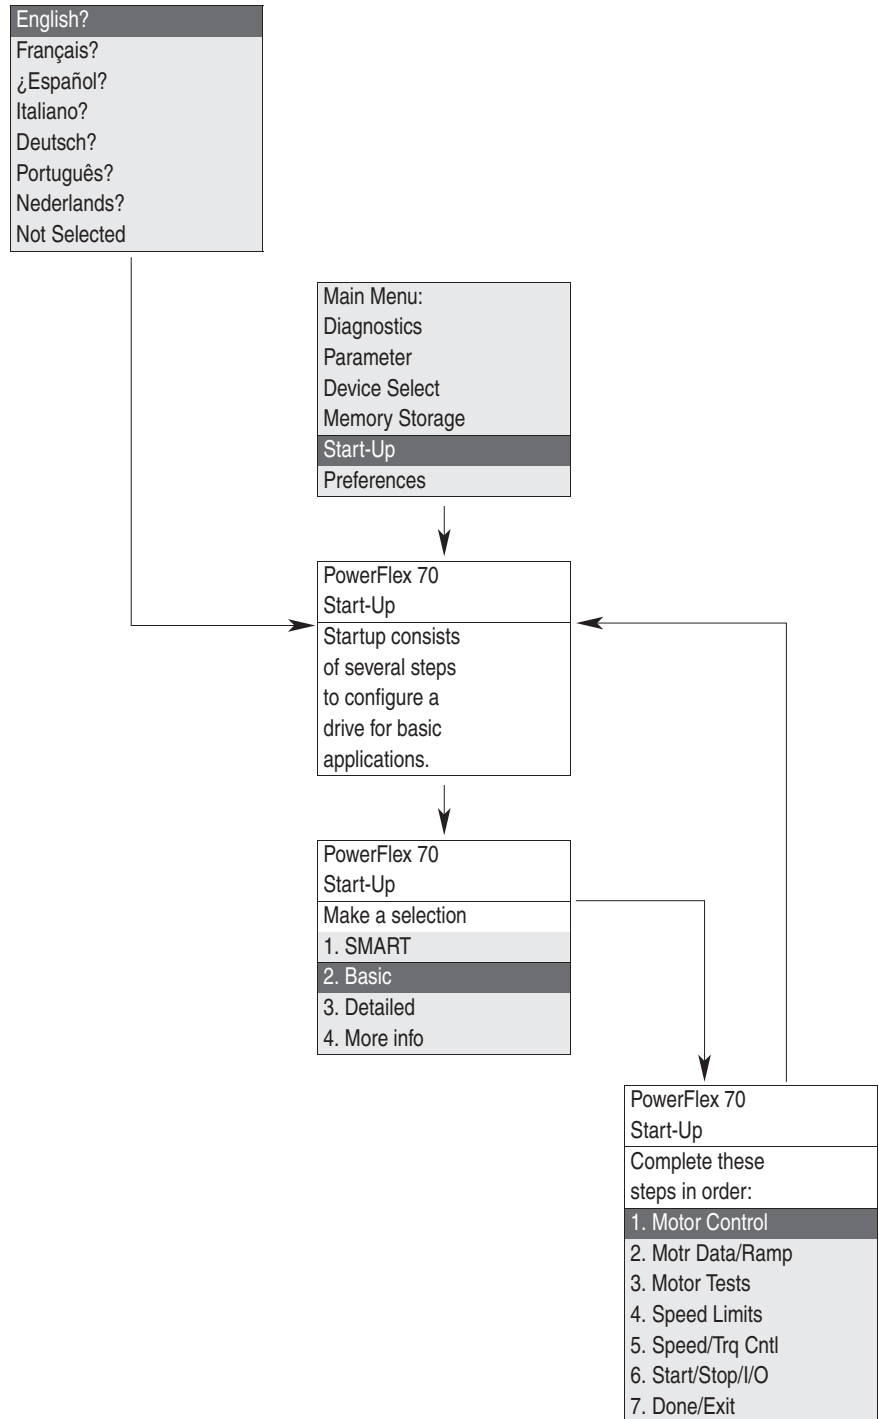 English?
Français?
¿Español?
Italiano?
Deutsch?
Português?
Nederlands?
Not Selected
Main Menu:
Diagnostics
Parameter
Device Select
Memory Storage
Start-Up
Preferences
PowerFlex 70
Start-Up
Startup consists
of several steps
to configure a
drive for basic
applications.
PowerFlex 70
Start-Up
Make a selection
1. SMART
2. Basic
3. Detailed
4. More info
PowerFlex 70
Start-Up
Complete these
steps in order:
1. Motor Control
2. Motr Data/Ramp
3. Motor Tests
4. Speed Limits
5. Speed/Trq Cntl
6. Start/Stop/I/O
7. Done/Exit